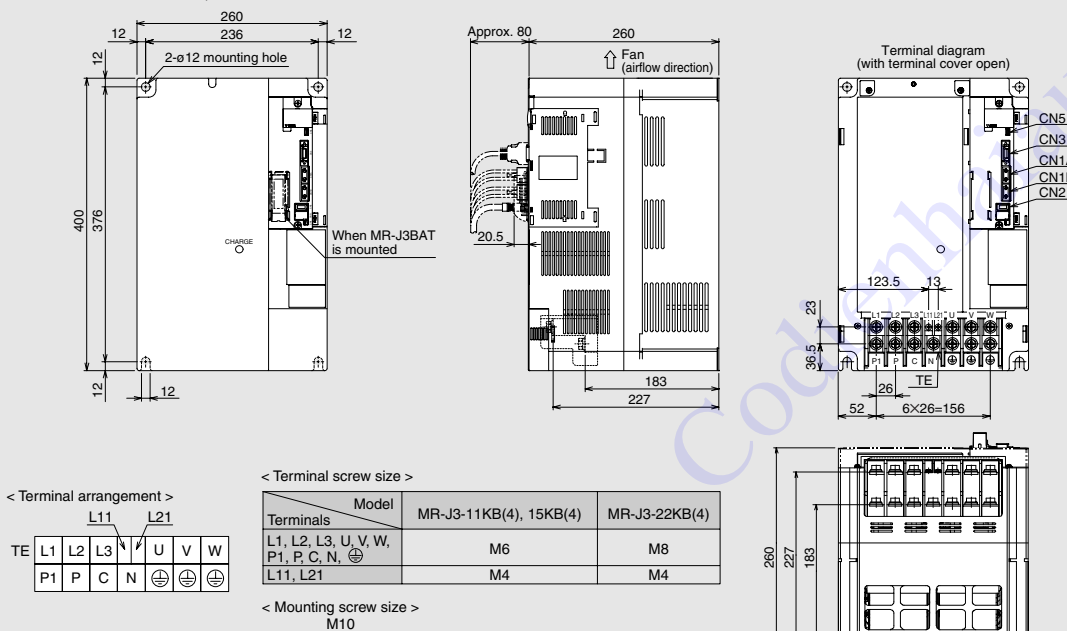 260
12 236 12
12
2-ø12 mounting hole
400
376
CHARGE
When MR-J3BAT
is mounted
12
12
Approx. 80 260
Fan
(airflow direction)
20.5
183
227
Terminal diagram
(with terminal cover open)
CN5
CN3
CN1
CN1
CN2
123.5 13
23
L1 L2 L3 L11 L21 U V W
36.5
P1 P C N
26 TE
52 6×26=156
260
227
183
< Terminal arrangement >
L11 L21
TE L1 L2 L3 U V W
P1 P C N
< Terminal screw size >
Model
Terminals
MR-J3-11KB(4), 15KB(4) MR-J3-22KB(4)
L1, L2, L3, U, V, W,
P1, P, C, N, ⏚ M6 M8
L11, L21 M4 M4
< Mounting screw size >
M10